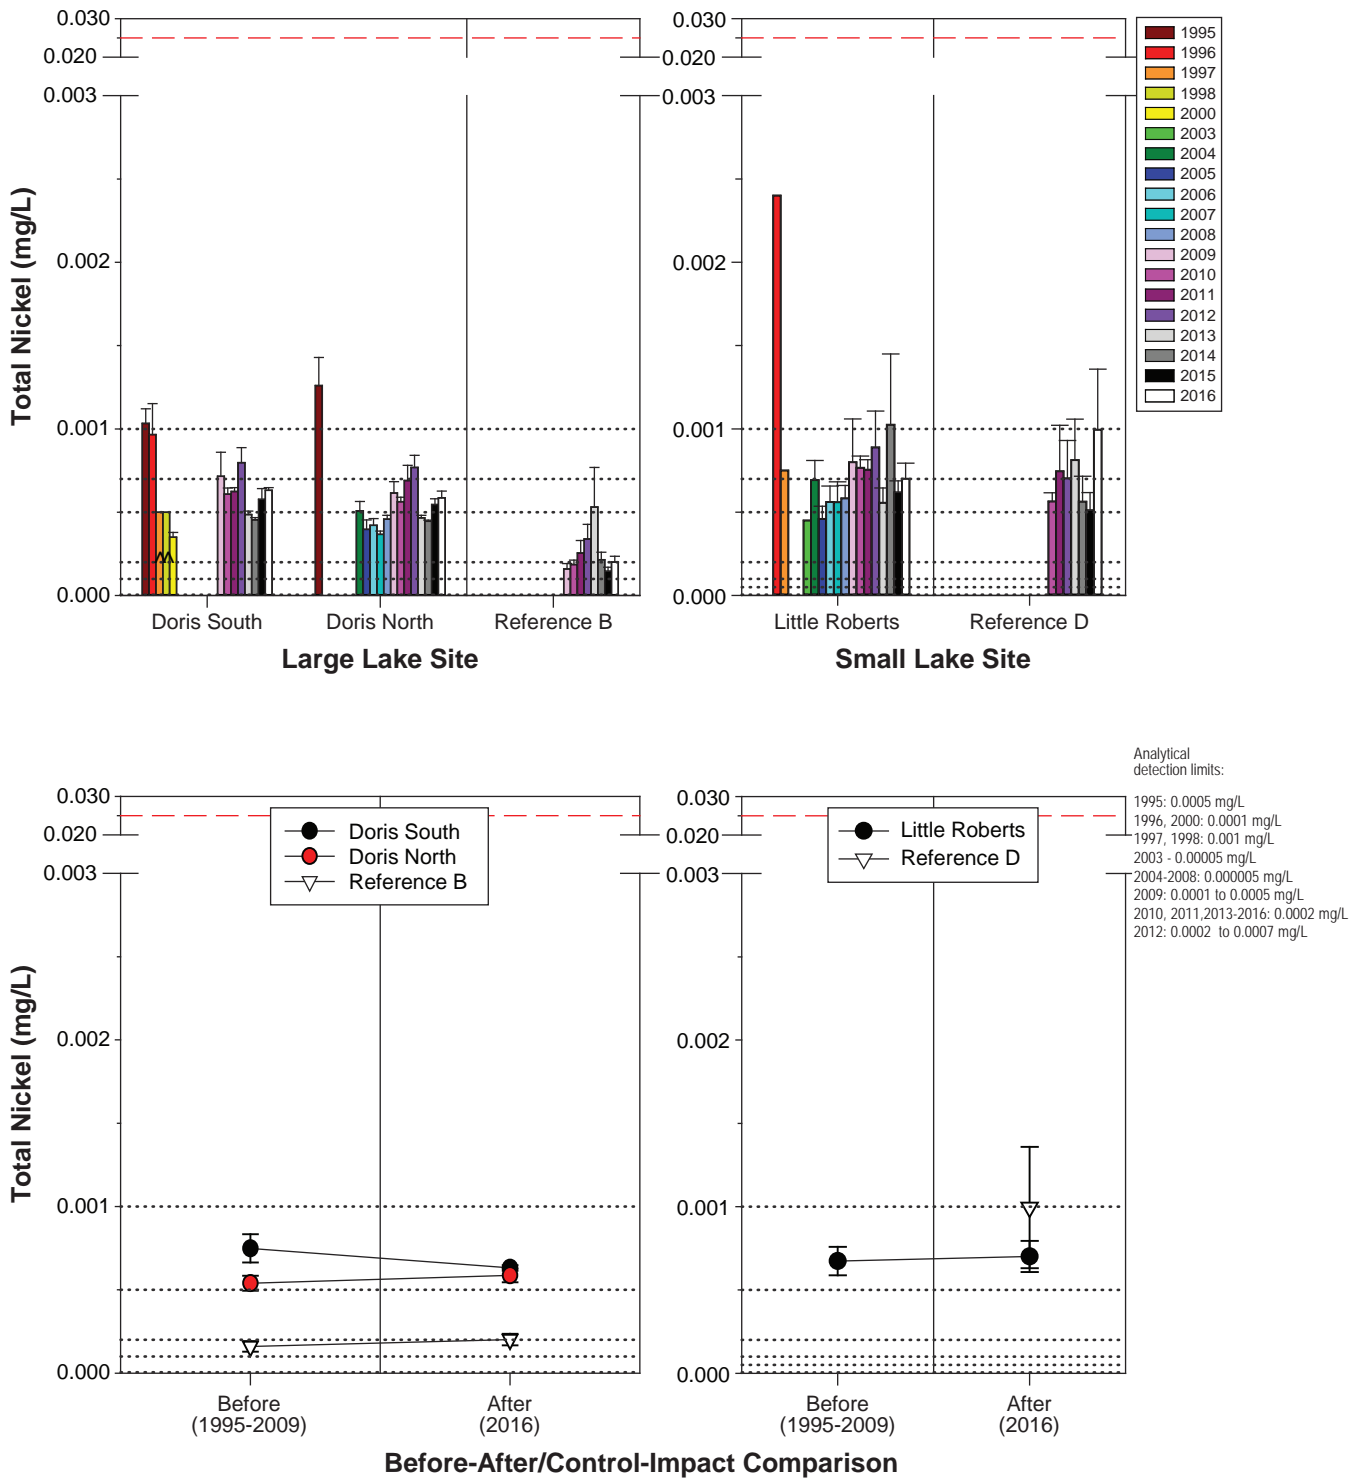 Total Nickel (mg/L)
0.030
0.020
0.003
0.002
0.001
0.000
Doris South
Doris North
Reference B
Large Lake Site
0.030
0.020
0.003
0.002
0.001
0.000
Little Roberts
Reference D
Small Lake Site
1995
1996
1997
1998
2000
2003
2004
2005
2006
2007
2008
2009
2010
2011
2012
2013
2014
2015
2016
^^
Total Nickel (mg/L)
0.030
0.020
0.003
0.002
0.001
0.000
Doris South
Doris North
Reference B
Before
(1995-2009)
After
(2016)
0.030
0.020
0.003
0.002
0.001
0.000
Little Roberts
Reference D
Before
(1995-2009)
After
(2016)
Before-After/Control-Impact Comparison
Analytical
detection limits:
1995: 0.0005 mg/L
1996, 2000: 0.0001 mg/L
1997, 1998: 0.001 mg/L
2003 - 0.00005 mg/L
2004-2008: 0.000005 mg/L
2009: 0.0001 to 0.0005 mg/L
2010, 2011,2013-2016: 0.0002 mg/L
2012: 0.0002 to 0.0007 mg/L